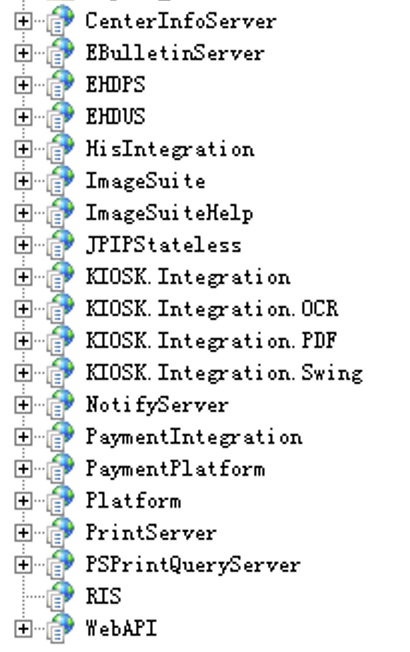 CenterInfoServer
EBulletinServer
EHDPS
EHDUS
HisIntegration
ImageSuite
ImageSuiteHelp
JPIPStateless
KIOSK.Integration
KIOSK.Integration.OCR
KIOSK.Integration.PDF
KIOSK.Integration.Swing
NotifyServer
PaymentIntegration
PaymentPlatform
Platform
PrintServer
PSPrintQueryServer
RIS
WebAPI